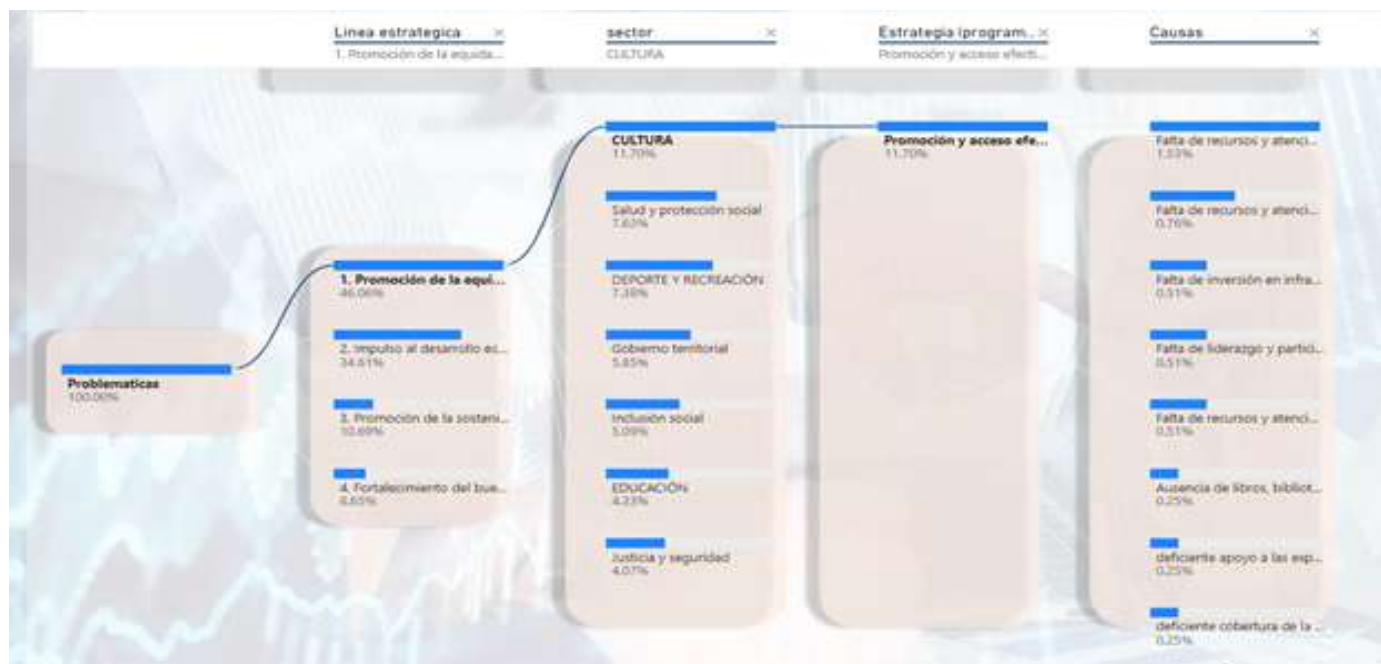 Linea estrategica ×
1. Promoción de la equida...
sector ×
CULTURA
Estrategia (program... ×
Promoción y acceso efecti...
Causas ×
Problematicas
100.00%
1. Promoción de la equi...
46.06%
2. Impulso al desarrollo es...
34.61%
3. Promoción de la sosteni...
10.69%
4. Fortalecimiento del bue...
8.65%
CULTURA
11.70%
Salud y protección social
7.63%
DEPORTE Y RECREACIÓN
7.38%
Gobierno territorial
5.85%
Inclusión social
5.09%
EDUCACIÓN
4.33%
Justicia y seguridad
4.07%
Promoción y acceso efe...
11.70%
Falta de recursos y atenci...
1.53%
Falta de recursos y atenci...
0.76%
Falta de inversión en infra...
0.51%
Falta de liderazgo y partici...
0.51%
Falta de recursos y atenci...
0.51%
Ausencia de libros, bibliot...
0.25%
deficiente apoyo a las esp...
0.25%
deficiente cobertura de la ...
0.25%